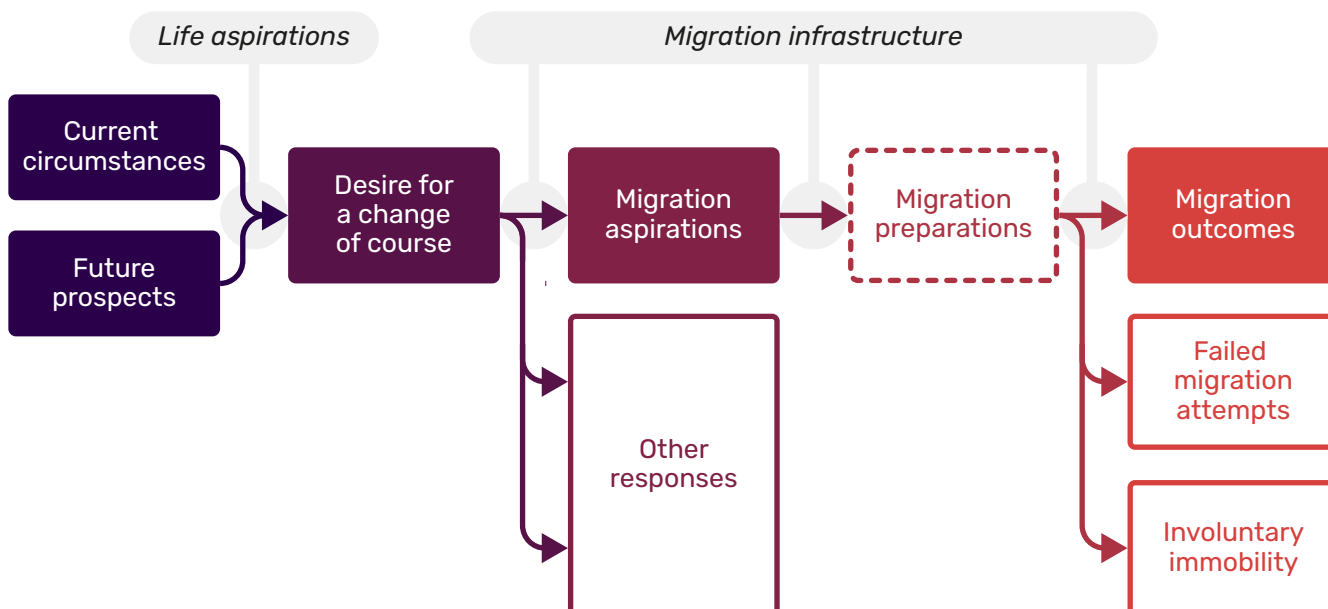 Life aspirations
Migration infrastructure
Current
circumstances
Future
prospects
Desire for
a change
of course
Migration
aspirations
Migration
preparations
Migration
outcomes
Other
responses
Failed
migration
attempts
Involuntary
immobility